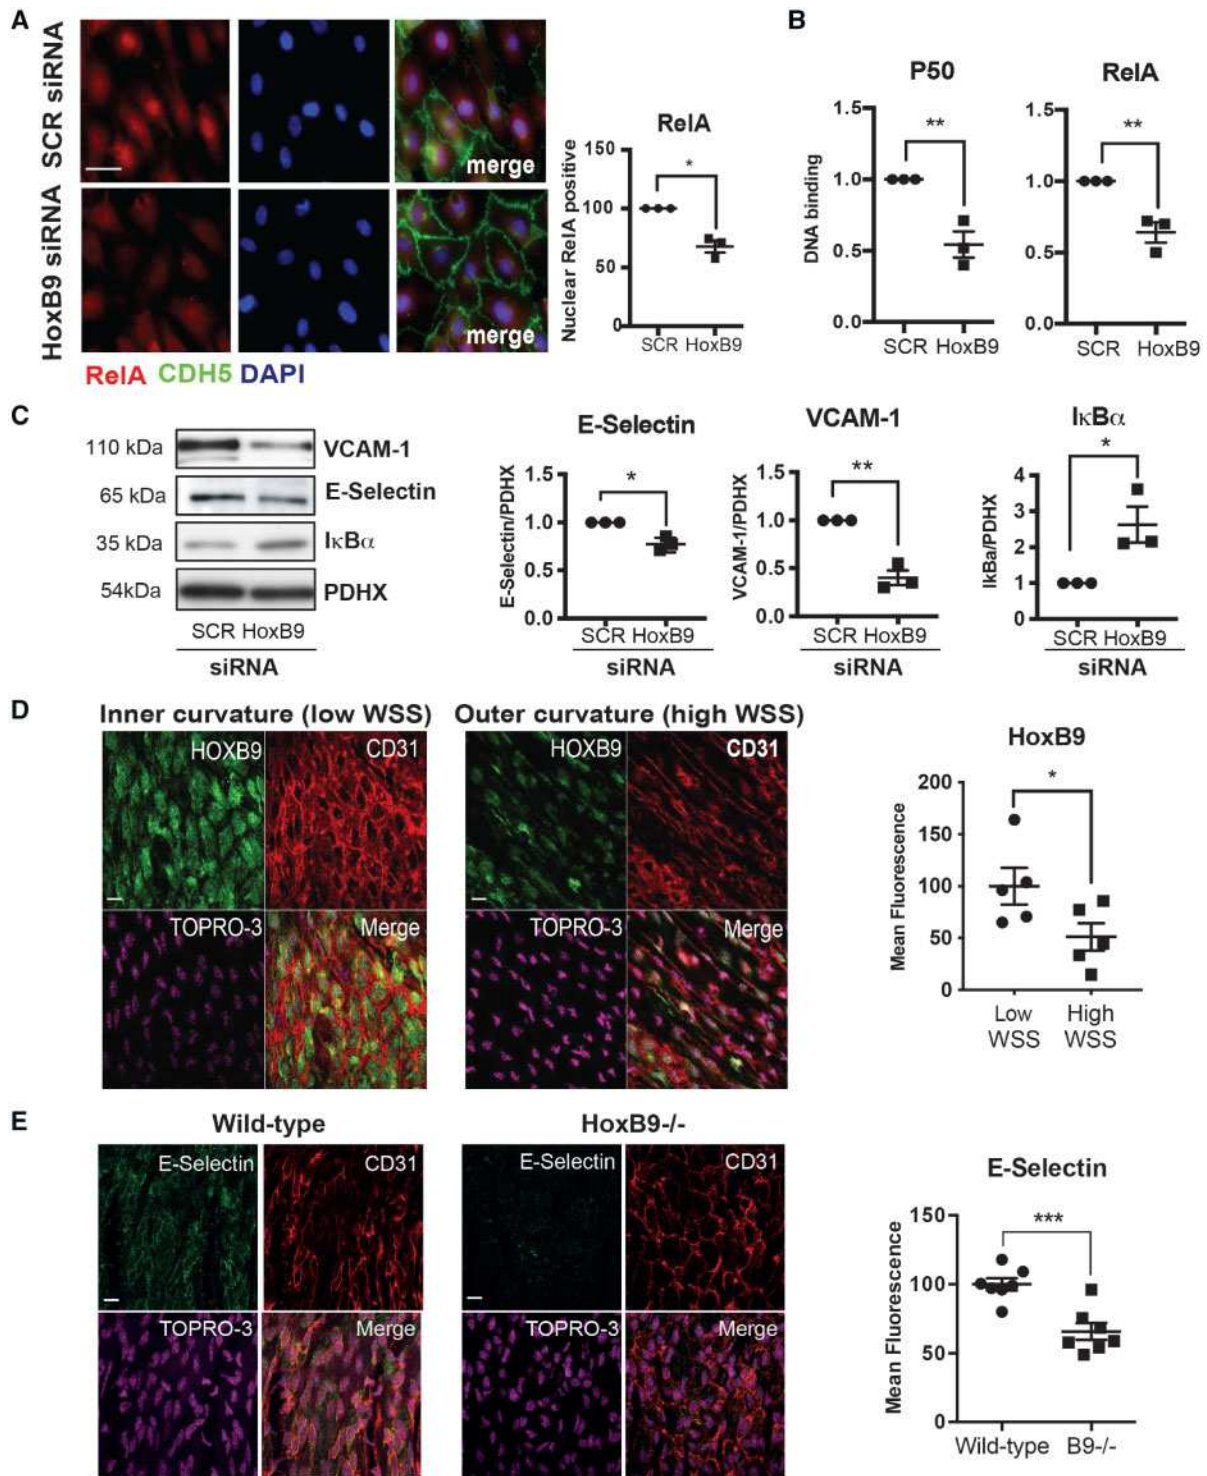 A
SCR siRNA
merge
HoxB9 siRNA
merge
RelA CDH5 DAPI
RelA
Nuclear RelA positive
150
100
50
0
*
SCR HoxB9
B
P50
DNA binding
1.5
1.0
0.5
0.0
**
SCR HoxB9
RelA
1.5
1.0
0.5
0.0
**
SCR HoxB9
C
110 kDa
VCAM-1
65 kDa
E-Selectin
35 kDa
IκBα
54kDa
PDHX
SCR HoxB9
siRNA
E-Selectin
E-Selectin/PDHX
1.5
1.0
0.5
0.0
*
SCR HoxB9
siRNA
VCAM-1
VCAM-1/PDHX
1.5
1.0
0.5
0.0
**
SCR HoxB9
siRNA
IκBα
IkBa/PDHX
4
3
2
1
0
*
SCR HoxB9
siRNA
D
Inner curvature (low WSS)
HOXB9
CD31
TOPRO-3
Merge
Outer curvature (high WSS)
HOXB9
CD31
TOPRO-3
Merge
HoxB9
Mean Fluorescence
200
150
100
50
0
*
Low
WSS
High
WSS
E
Wild-type
E-Selectin
CD31
TOPRO-3
Merge
HoxB9-/-
E-Selectin
CD31
TOPRO-3
Merge
E-Selectin
Mean Fluorescence
150
100
50
0
***
Wild-type B9-/-